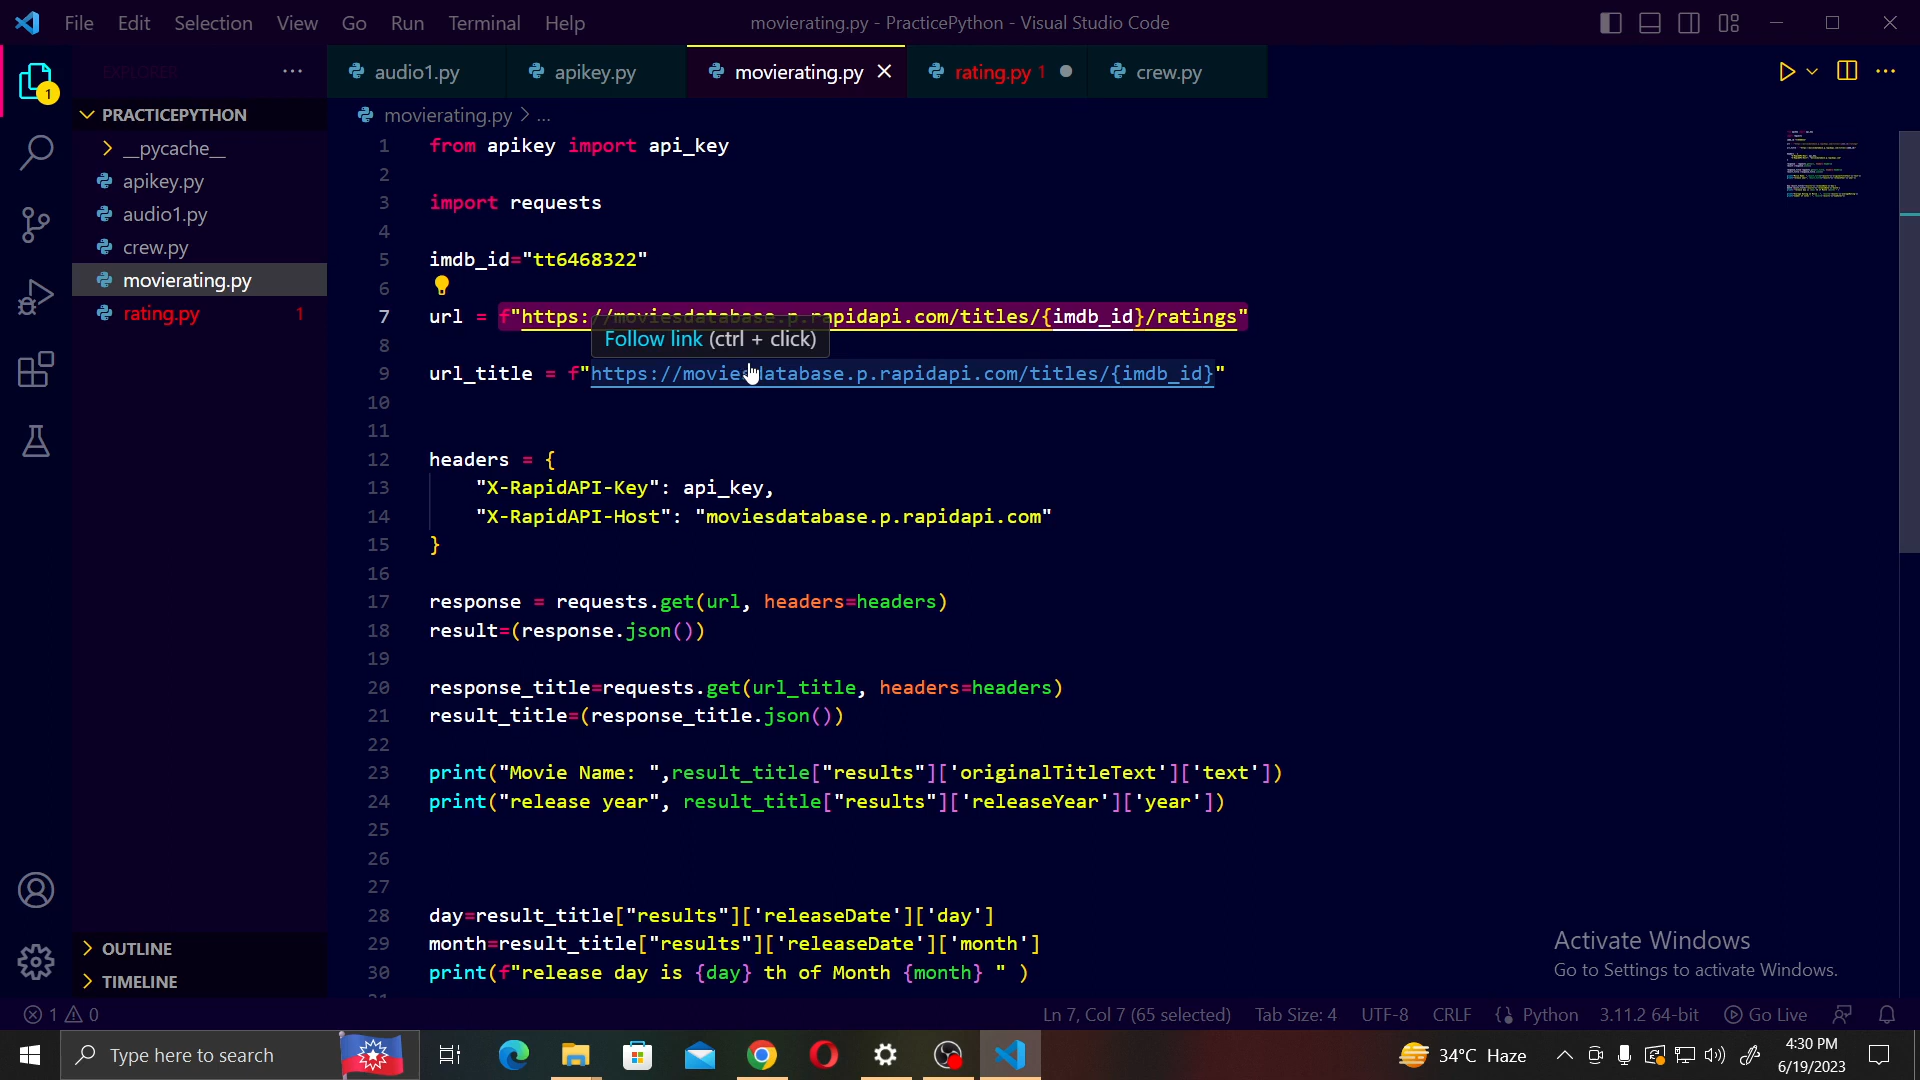 File Edit Selection View Go Run Terminal Help
movierating.py - PracticePython - Visual Studio Code
EXPLORER
audio1.py
apikey.py
movierating.py
rating.py 1
crew.py
1
PRACTICEPYTHON
__pycache__
apikey.py
audio1.py
crew.py
movierating.py
rating.py 1
OUTLINE
TIMELINE
movierating.py > ...
1 from apikey import api_key
2
3 import requests
4
5 imdb_id="tt6468322"
6
7 url = f"https://moviesdatabase.p.rapidapi.com/titles/{imdb_id}/ratings"
Follow link (ctrl + click)
8
9 url_title = f"https://moviesdatabase.p.rapidapi.com/titles/{imdb_id}"
10
11
12 headers = {
13 "X-RapidAPI-Key": api_key,
14 "X-RapidAPI-Host": "moviesdatabase.p.rapidapi.com"
15 }
16
17 response = requests.get(url, headers=headers)
18 result=(response.json())
19
20 response_title=requests.get(url_title, headers=headers)
21 result_title=(response_title.json())
22
23 print("Movie Name: ",result_title["results"]['originalTitleText']['text'])
24 print("release year", result_title["results"]['releaseYear']['year'])
25
26
27
28 day=result_title["results"]['releaseDate']['day']
29 month=result_title["results"]['releaseDate']['month']
30 print(f"release day is {day} th of Month {month} " )
Activate Windows
Go to Settings to activate Windows.
1 0
Ln 7, Col 7 (65 selected) Tab Size: 4 UTF-8 CRLF Python 3.11.2 64-bit Go Live
Type here to search
34°C Haze
4:30 PM
6/19/2023